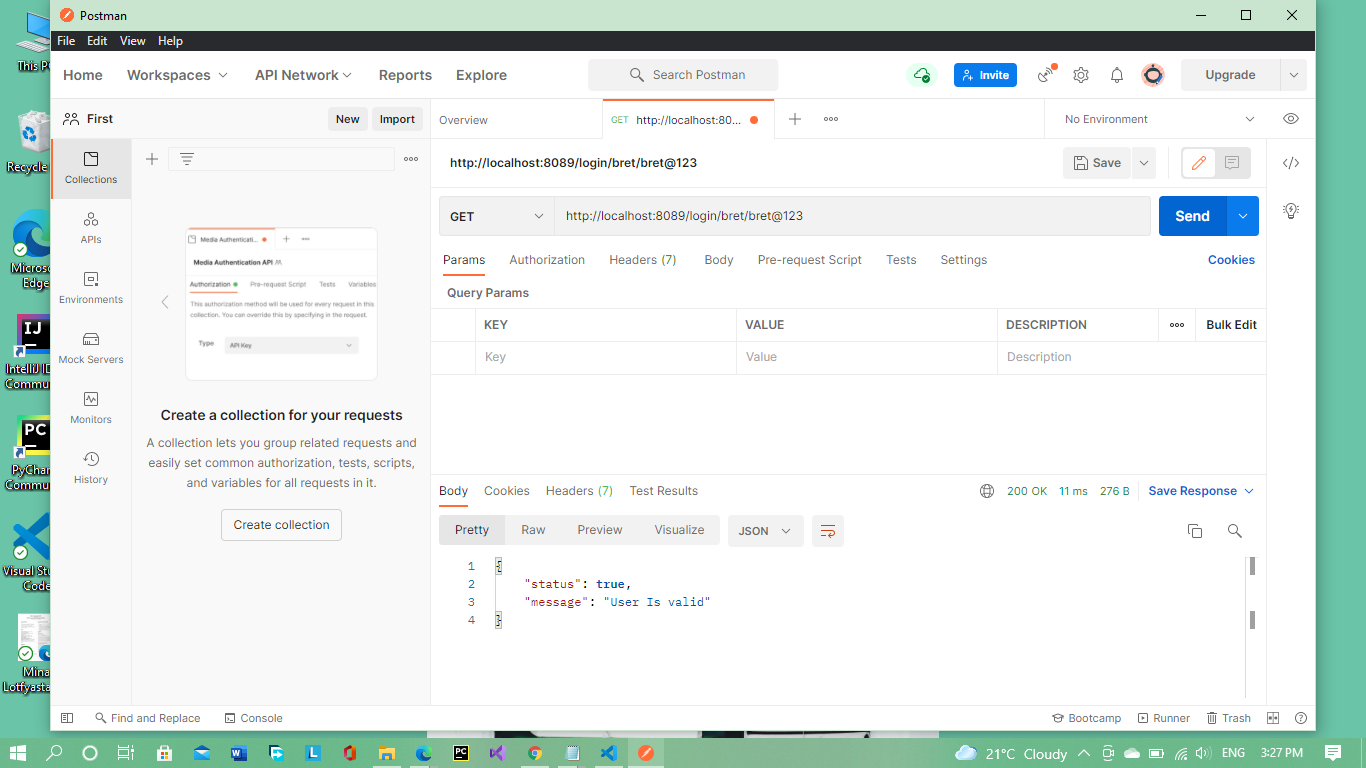 Postman
File Edit View Help
Home Workspaces API Network Reports Explore Search Postman Invite Upgrade
First New Import Overview GET http://localhost:80... No Environment
Collections
APIs
Environments
Mock Servers
Monitors
History
Media Authenticati...
Media Authentication API
Authorization Pre-request Script Tests Variables
This authorization method will be used for every request in this
collection. You can override this by specifying in the request.
Type API Key
Create a collection for your requests
A collection lets you group related requests and
easily set common authorization, tests, scripts,
and variables for all requests in it.
Create collection
http://localhost:8089/login/bret/bret@123 Save
GET http://localhost:8089/login/bret/bret@123 Send
Params Authorization Headers (7) Body Pre-request Script Tests Settings Cookies
Query Params
KEY VALUE DESCRIPTION Bulk Edit
Key Value Description
Body Cookies Headers (7) Test Results 200 OK 11 ms 276 B Save Response
Pretty Raw Preview Visualize JSON
1 {
2 "status": true,
3 "message": "User Is valid"
4 }
Find and Replace Console Bootcamp Runner Trash
This P
Recycle
Micros
Edge
IJ
IntelliJ ID
Commu
PC
PyChar
Commu
Visual Stu
Code
Mina
Lotfyasta
W L PC 21°C Cloudy ENG 3:27 PM